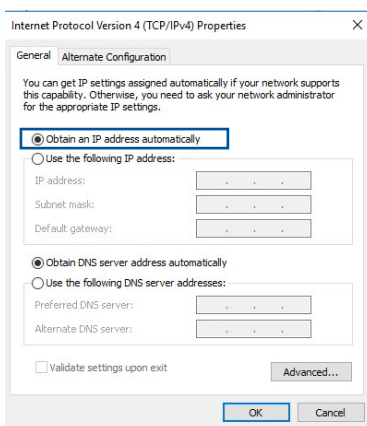 Internet Protocol Version 4 (TCP/IPv4) Properties
General
Alternate Configuration
You can get IP settings assigned automatically if your network supports
this capability. Otherwise, you need to ask your network administrator
for the appropriate IP settings.
Obtain an IP address automatically
Use the following IP address:
IP address:
Subnet mask:
Default gateway:
Obtain DNS server address automatically
Use the following DNS server addresses:
Preferred DNS server:
Alternate DNS server:
Validate settings upon exit
Advanced...
OK
Cancel